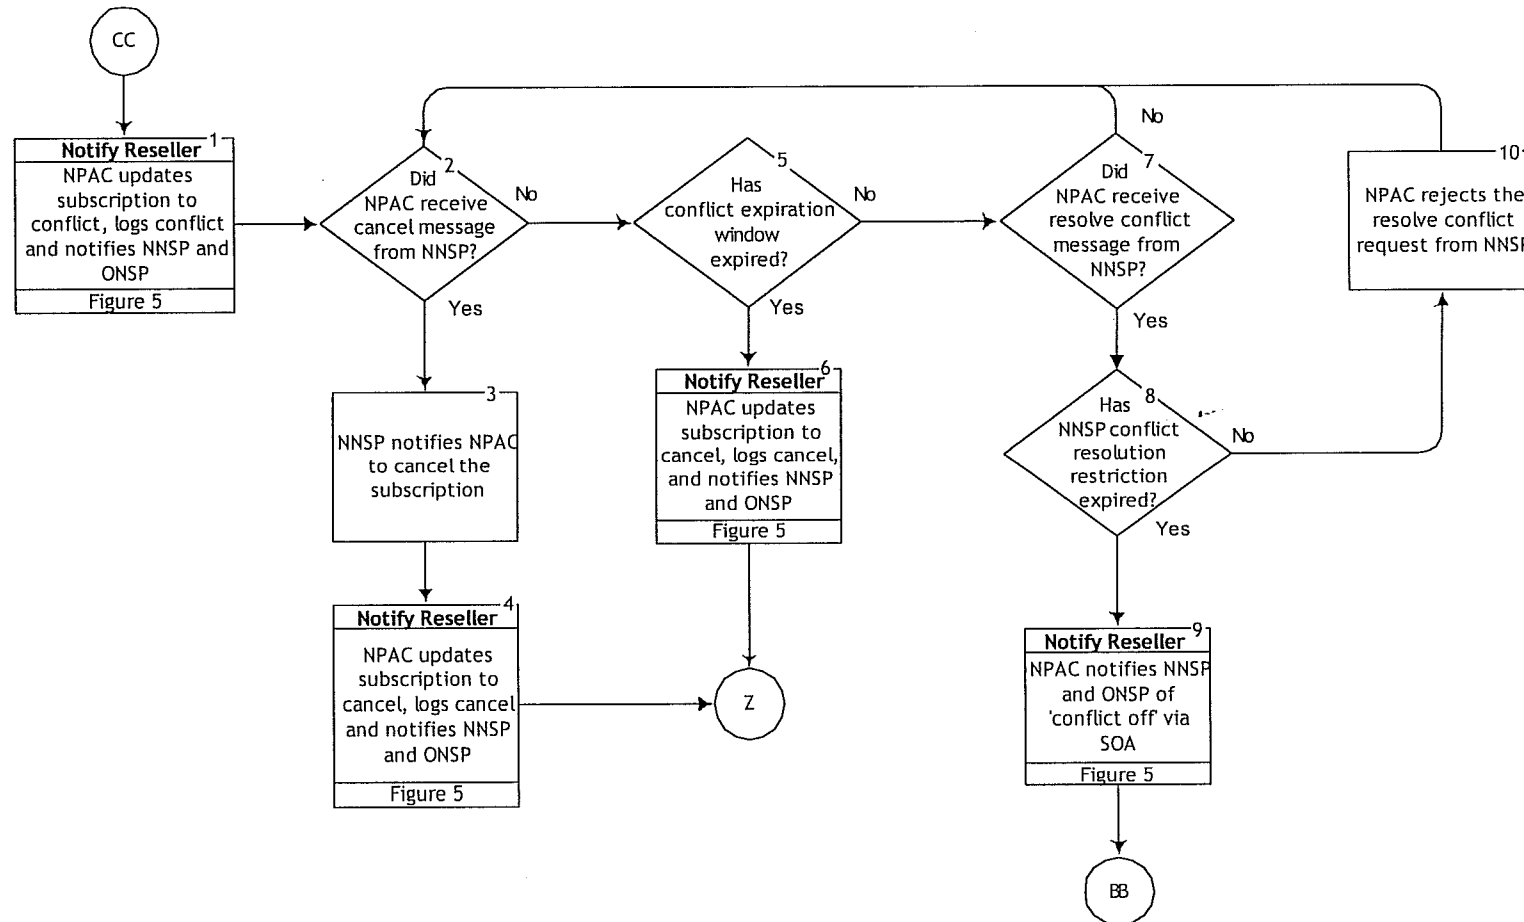 CC
1
Notify Reseller
NPAC updates
subscription to
conflict, logs conflict
and notifies NNSP and
ONSP
Figure 5
2
Did
NPAC receive
cancel message
from NNSP?
No
Yes
3
NNSP notifies NPAC
to cancel the
subscription
4
Notify Reseller
NPAC updates
subscription to
cancel, logs cancel
and notifies NNSP
and ONSP
Figure 5
5
Has
conflict expiration
window
expired?
No
Yes
6
Notify Reseller
NPAC updates
subscription to
cancel, logs cancel,
and notifies NNSP
and ONSP
Figure 5
Z
7
Did
NPAC receive
resolve conflict
message from
NNSP?
No
Yes
8
Has
NNSP conflict
resolution
restriction
expired?
No
Yes
9
Notify Reseller
NPAC notifies NNSP
and ONSP of
'conflict off' via
SOA
Figure 5
BB
10
NPAC rejects the
resolve conflict
request from NNSP